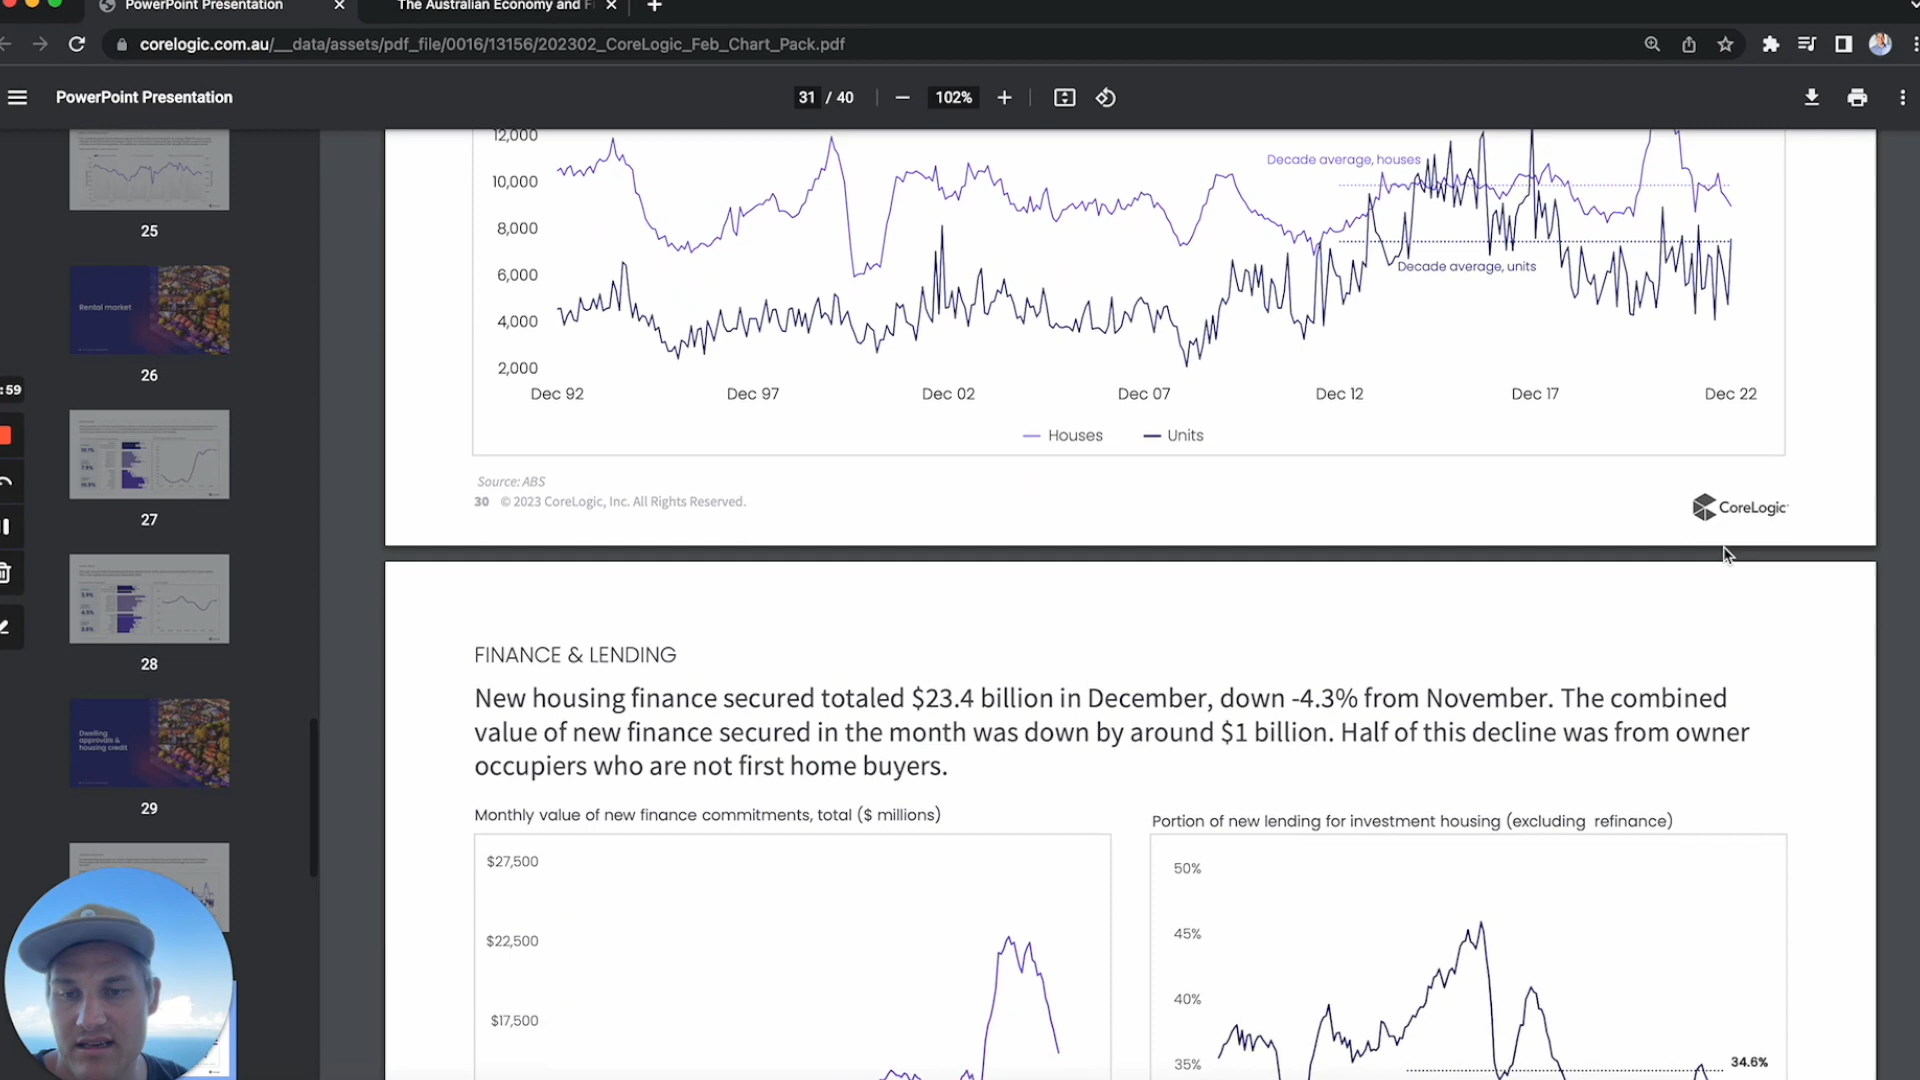 PowerPoint Presentation
The Australian Economy and Fi
corelogic.com.au/__data/assets/pdf_file/0016/13156/202302_CoreLogic_Feb_Chart_Pack.pdf
PowerPoint Presentation
31 / 40
102%
25
Rental market
26
27
28
Dwelling
approvals &
housing credit
29
:59
12,000
10,000
8,000
6,000
4,000
2,000
Decade average, houses
Decade average, units
Dec 92
Dec 97
Dec 02
Dec 07
Dec 12
Dec 17
Dec 22
Houses
Units
Source: ABS
30 © 2023 CoreLogic, Inc. All Rights Reserved.
CoreLogic
FINANCE & LENDING
New housing finance secured totaled $23.4 billion in December, down -4.3% from November. The combined
value of new finance secured in the month was down by around $1 billion. Half of this decline was from owner
occupiers who are not first home buyers.
Monthly value of new finance commitments, total ($ millions)
$27,500
$22,500
$17,500
Portion of new lending for investment housing (excluding refinance)
50%
45%
40%
35%
34.6%